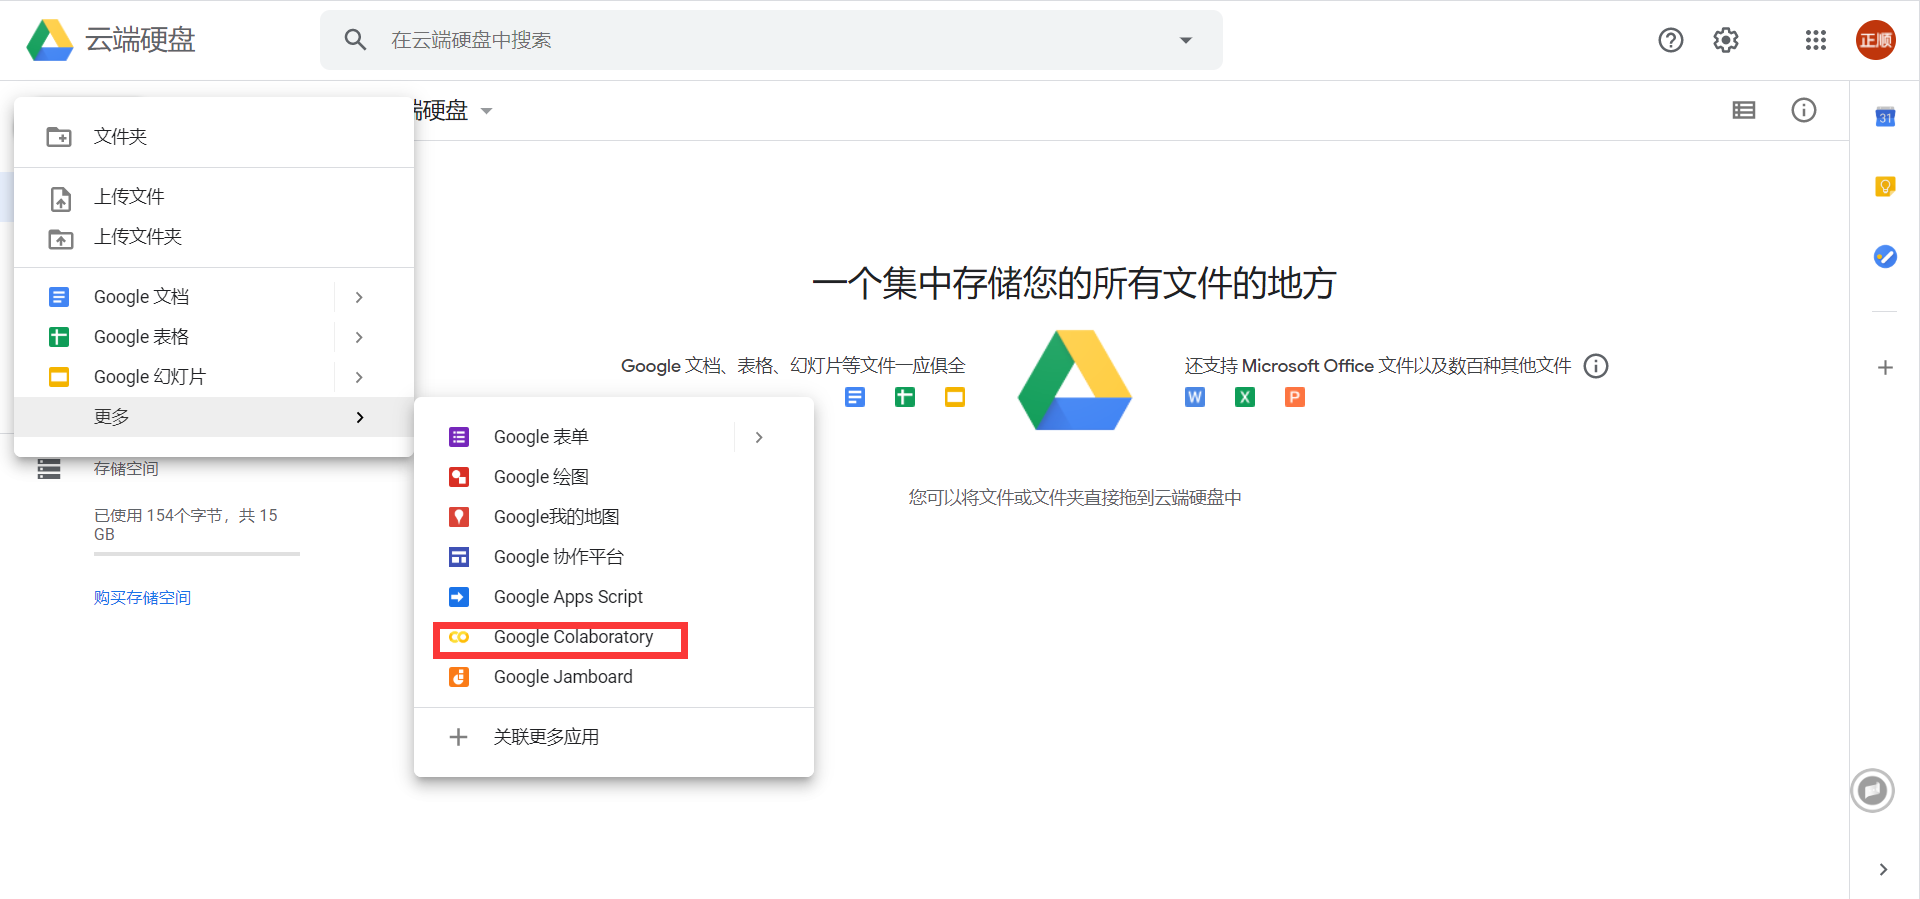 云端硬盘
在云端硬盘中搜索
正顺
端硬盘
31
文件夹
上传文件
上传文件夹
Google 文档
Google 表格
Google 幻灯片
更多
Google 表单
Google 绘图
Google我的地图
Google 协作平台
Google Apps Script
Google Colaboratory
Google Jamboard
关联更多应用
存储空间
已使用 154个字节，共 15
GB
购买存储空间
一个集中存储您的所有文件的地方
Google 文档、表格、幻灯片等文件一应俱全
还支持 Microsoft Office 文件以及数百种其他文件
W
X
P
您可以将文件或文件夹直接拖到云端硬盘中